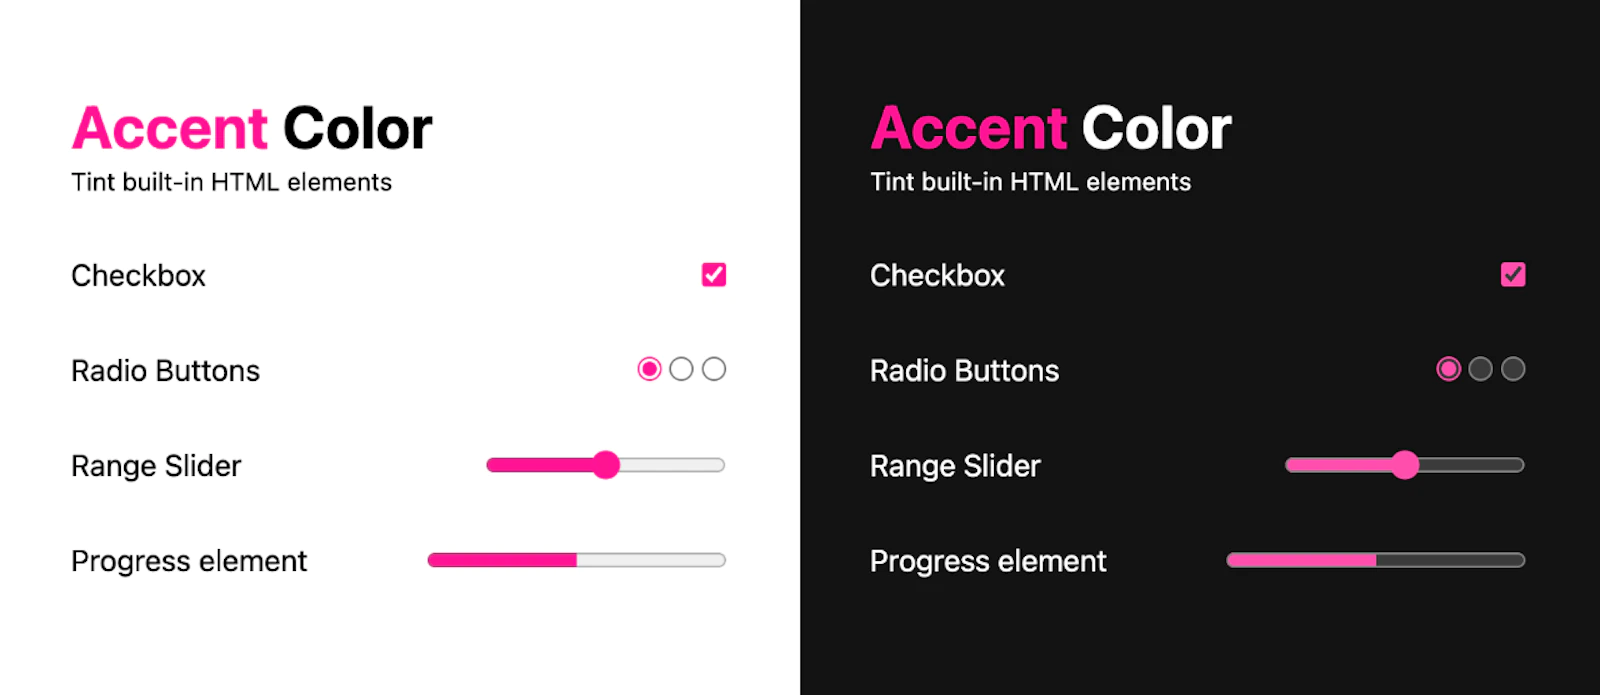 Accent Color
Tint built-in HTML elements
Checkbox
Radio Buttons
Range Slider
Progress element
Accent Color
Tint built-in HTML elements
Checkbox
Radio Buttons
Range Slider
Progress element